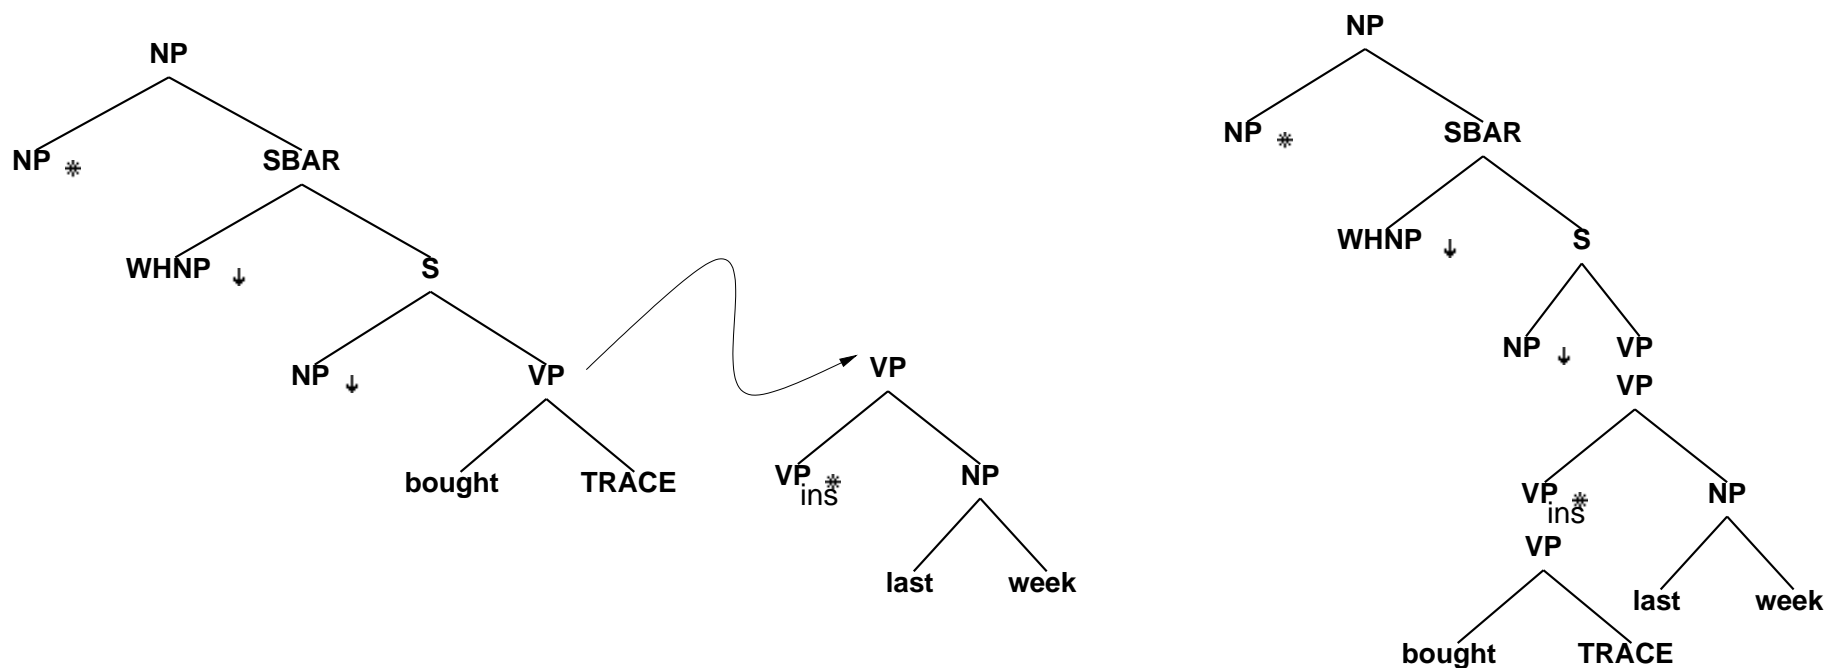 NP
NP *
SBAR
WHNP ↓
S
NP ↓
VP
bought
TRACE
VP
VP ins *
NP
last
week
NP
NP *
SBAR
WHNP ↓
S
NP ↓
VP
VP
VP ins *
NP
VP
last
week
bought
TRACE